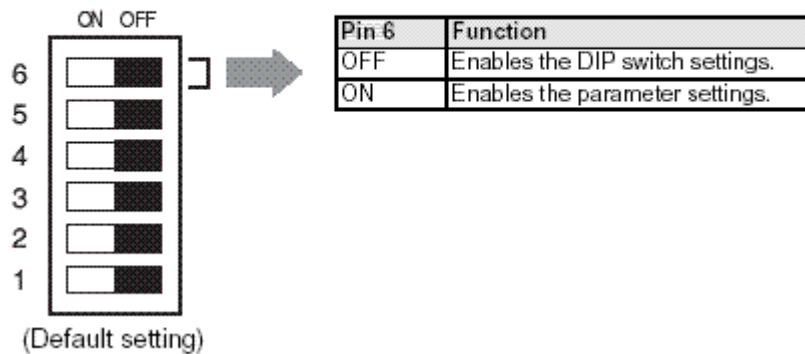 ON OFF
6
5
4
3
2
1
(Default setting)
Pin 6 Function
OFF Enables the DIP switch settings.
ON Enables the parameter settings.